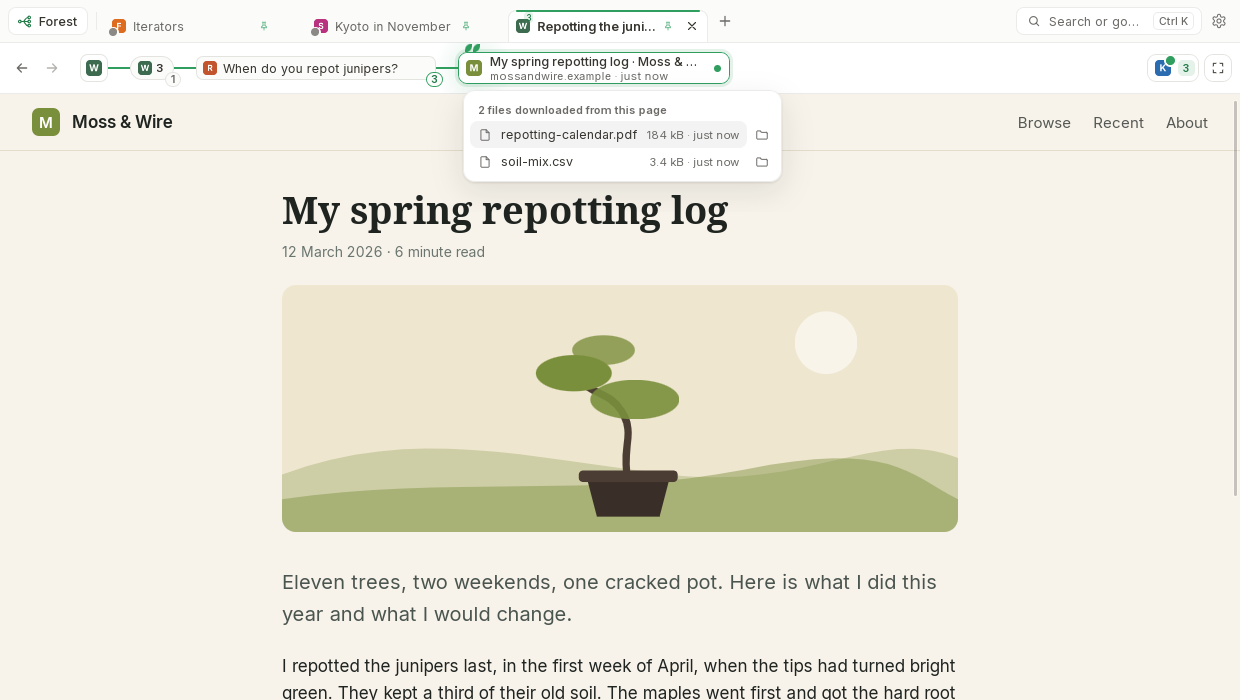 Forest
F
Iterators
S
Kyoto in November
W
3
Repotting the juni…
Search or go…
Ctrl K
W
W
3
1
R
When do you repot junipers?
3
M
My spring repotting log · Moss & …
mossandwire.example · just now
K
3
2 files downloaded from this page
repotting-calendar.pdf
184 kB · just now
soil-mix.csv
3.4 kB · just now
M
Moss & Wire
Browse
Recent
About
My spring repotting log
12 March 2026 · 6 minute read
Eleven trees, two weekends, one cracked pot. Here is what I did this
year and what I would change.
I repotted the junipers last, in the first week of April, when the tips had turned bright
green. They kept a third of their old soil. The maples went first and got the hard root